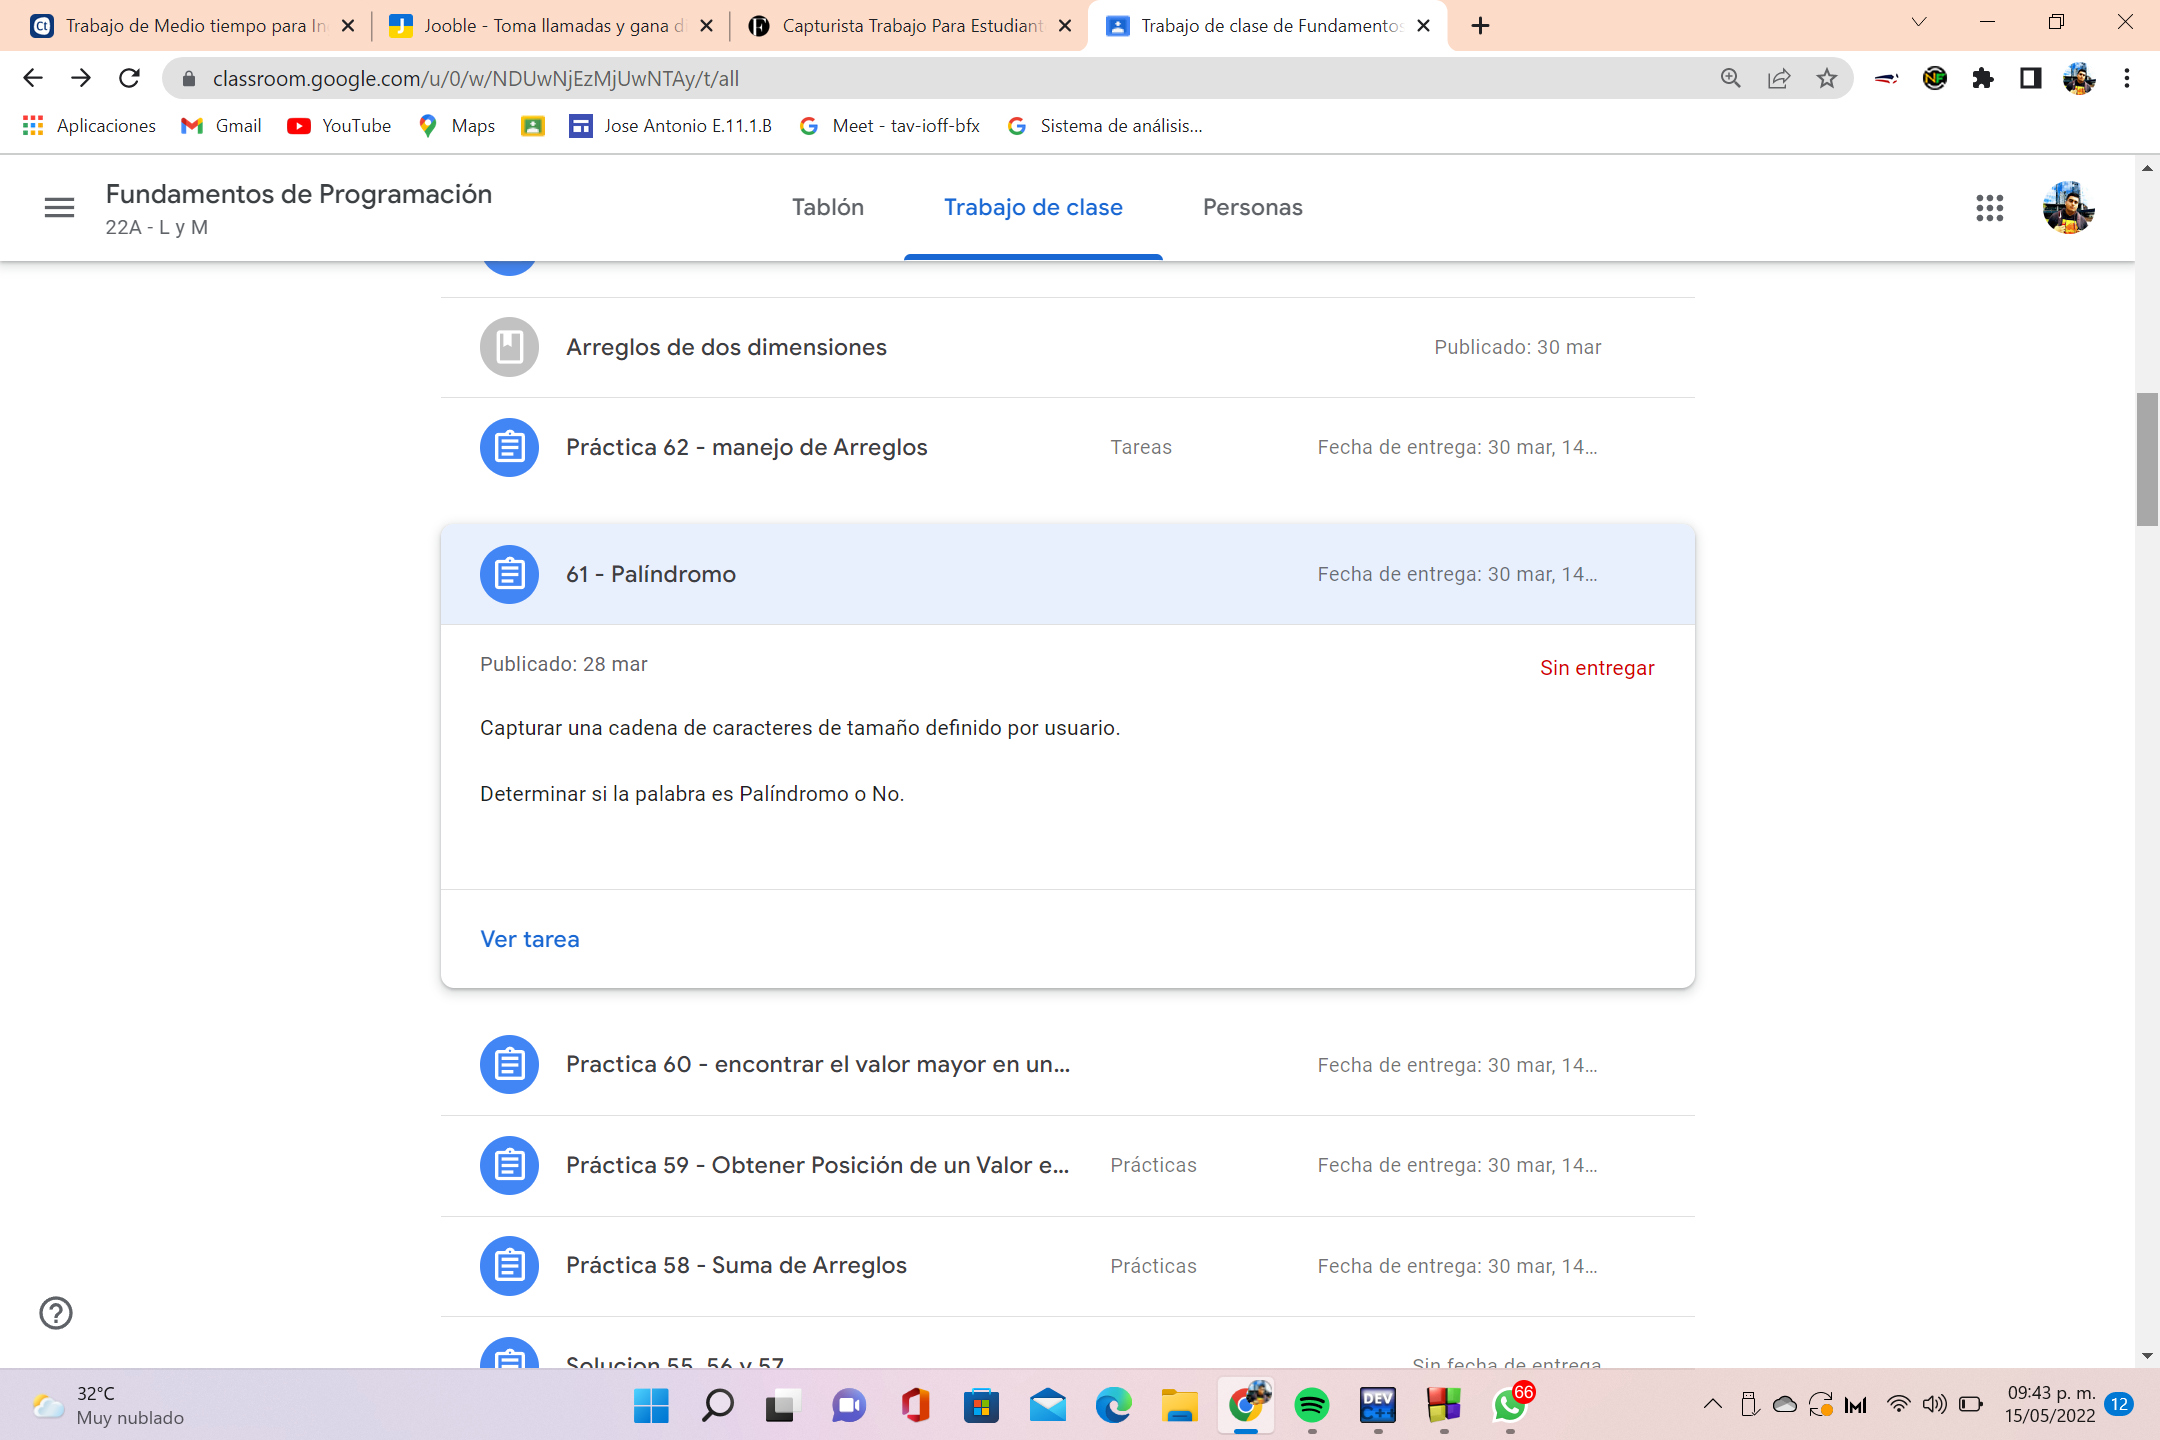 Trabajo de Medio tiempo para In
Jooble - Toma llamadas y gana di
Capturista Trabajo Para Estudiant
Trabajo de clase de Fundamentos
classroom.google.com/u/0/w/NDUwNjEzMjUwNTAy/t/all
Aplicaciones
Gmail
YouTube
Maps
Jose Antonio E.11.1.B
Meet - tav-ioff-bfx
Sistema de análisis...
Fundamentos de Programación
22A - L y M
Tablón
Trabajo de clase
Personas
Arreglos de dos dimensiones
Publicado: 30 mar
Práctica 62 - manejo de Arreglos
Tareas
Fecha de entrega: 30 mar, 14...
61 - Palíndromo
Fecha de entrega: 30 mar, 14...
Publicado: 28 mar
Sin entregar
Capturar una cadena de caracteres de tamaño definido por usuario.
Determinar si la palabra es Palíndromo o No.
Ver tarea
Practica 60 - encontrar el valor mayor en un...
Fecha de entrega: 30 mar, 14...
Práctica 59 - Obtener Posición de un Valor e...
Prácticas
Fecha de entrega: 30 mar, 14...
Práctica 58 - Suma de Arreglos
Prácticas
Fecha de entrega: 30 mar, 14...
Solucion 55, 56 y 57
Sin fecha de entrega
32°C
Muy nublado
DEV
C++
66
09:43 p. m.
15/05/2022
12